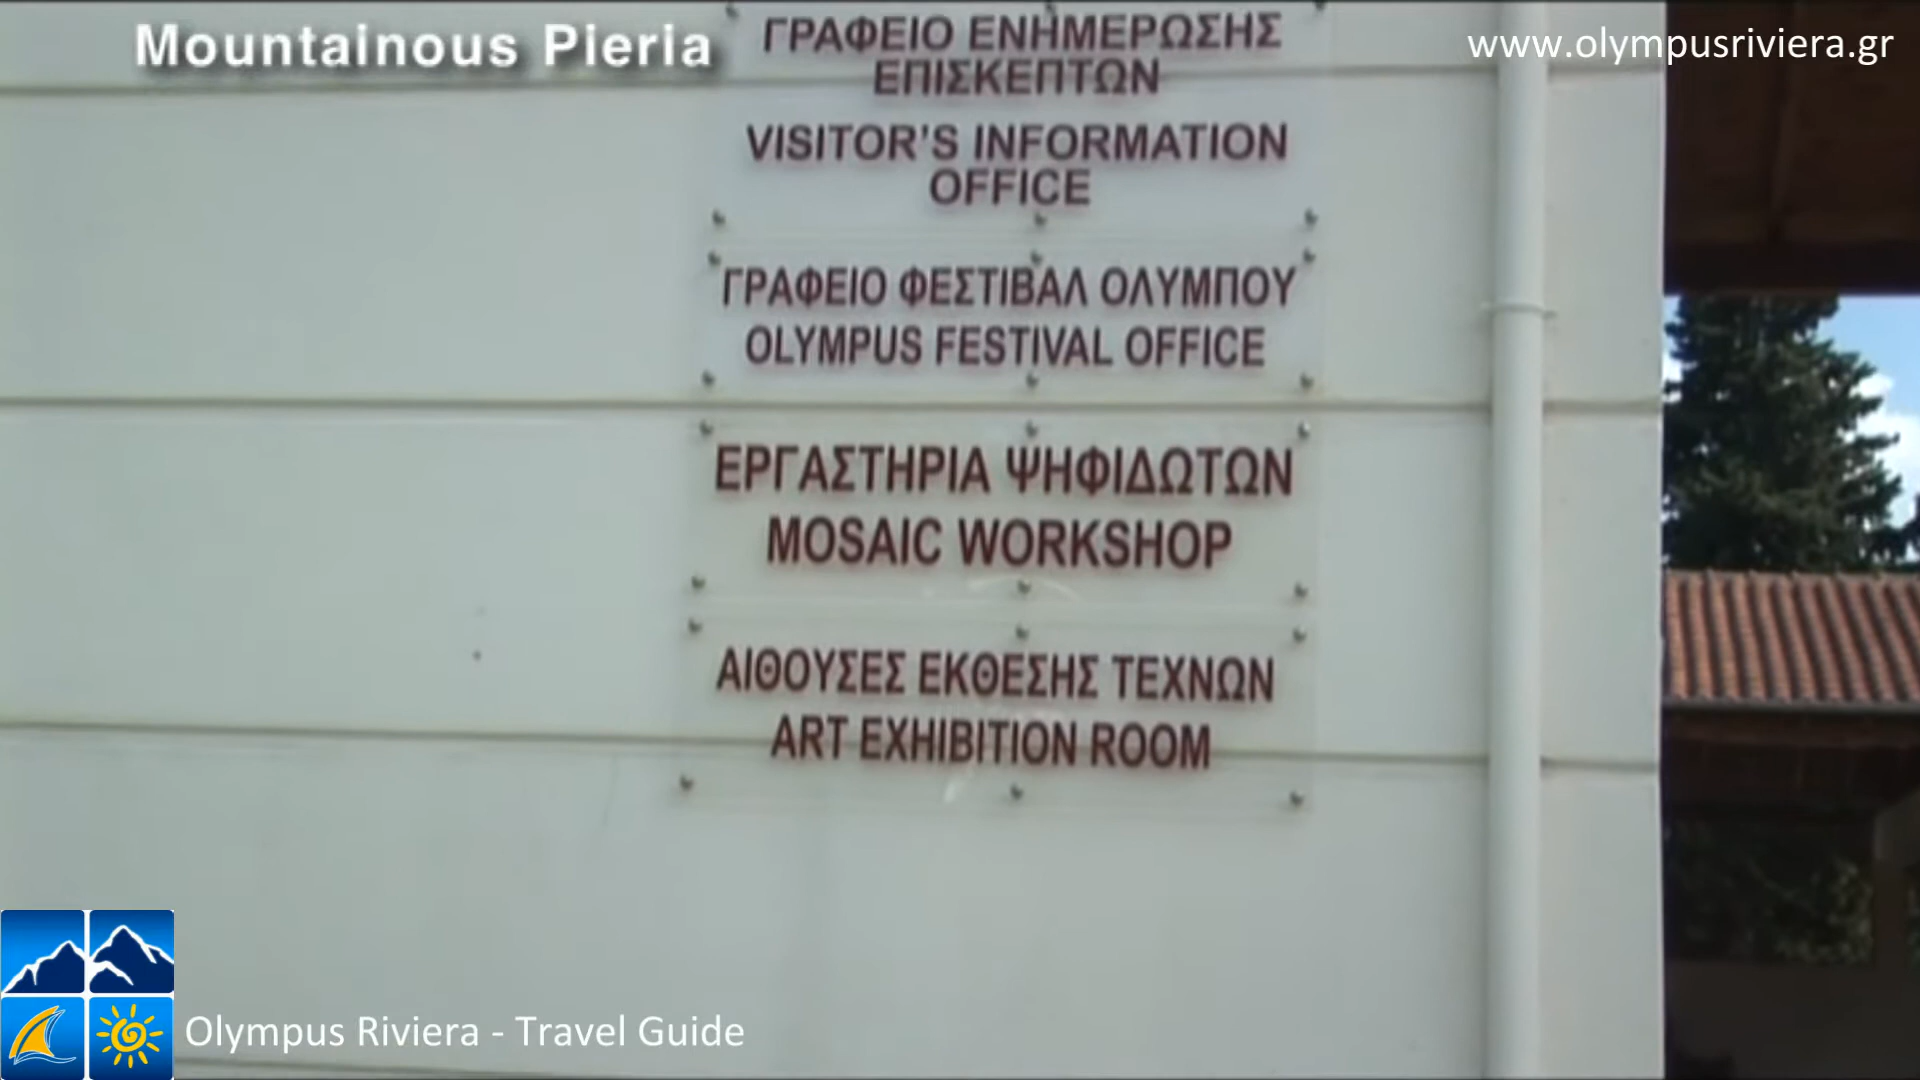 Mountainous Pieria
www.olympusriviera.gr
ΓΡΑΦΕΙΟ ΕΝΗΜΕΡΩΣΗΣ
ΕΠΙΣΚΕΠΤΩΝ
VISITOR'S INFORMATION
OFFICE
ΓΡΑΦΕΙΟ ΦΕΣΤΙΒΑΛ ΟΛΥΜΠΟΥ
OLYMPUS FESTIVAL OFFICE
ΕΡΓΑΣΤΗΡΙΑ ΨΗΦΙΔΩΤΩΝ
MOSAIC WORKSHOP
ΑΙΘΟΥΣΕΣ ΕΚΘΕΣΗΣ ΤΕΧΝΩΝ
ART EXHIBITION ROOM
Olympus Riviera - Travel Guide